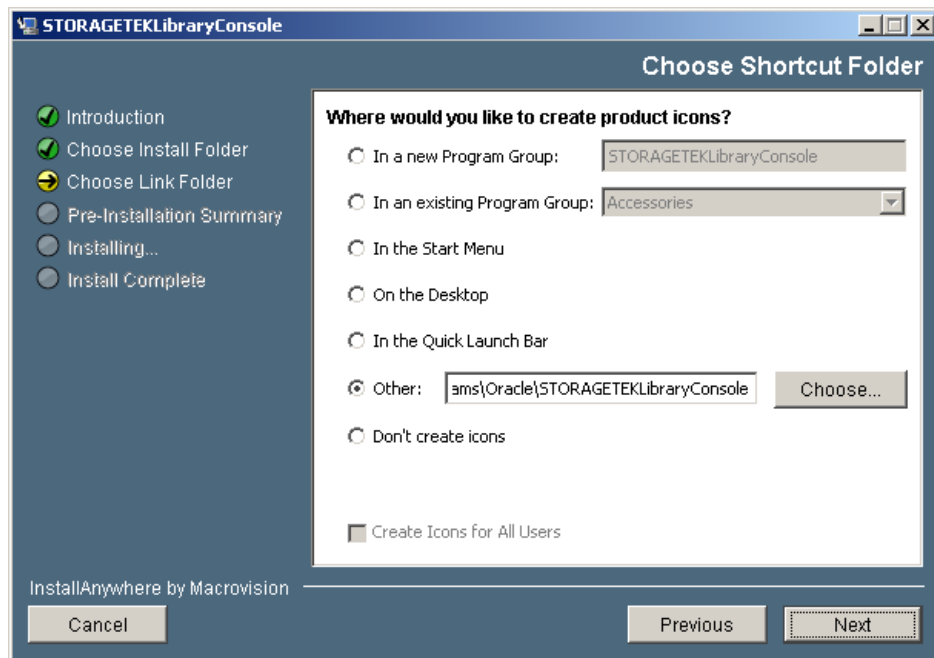 STORAGETEKLibraryConsole
Choose Shortcut Folder
Introduction
Choose Install Folder
Choose Link Folder
Pre-Installation Summary
Installing...
Install Complete
Where would you like to create product icons?
In a new Program Group: STORAGETEKLibraryConsole
In an existing Program Group: Accessories
In the Start Menu
On the Desktop
In the Quick Launch Bar
Other: ams\Oracle\STORAGETEKLibraryConsole Choose...
Don't create icons
Create Icons for All Users
InstallAnywhere by Macrovision
Cancel Previous Next